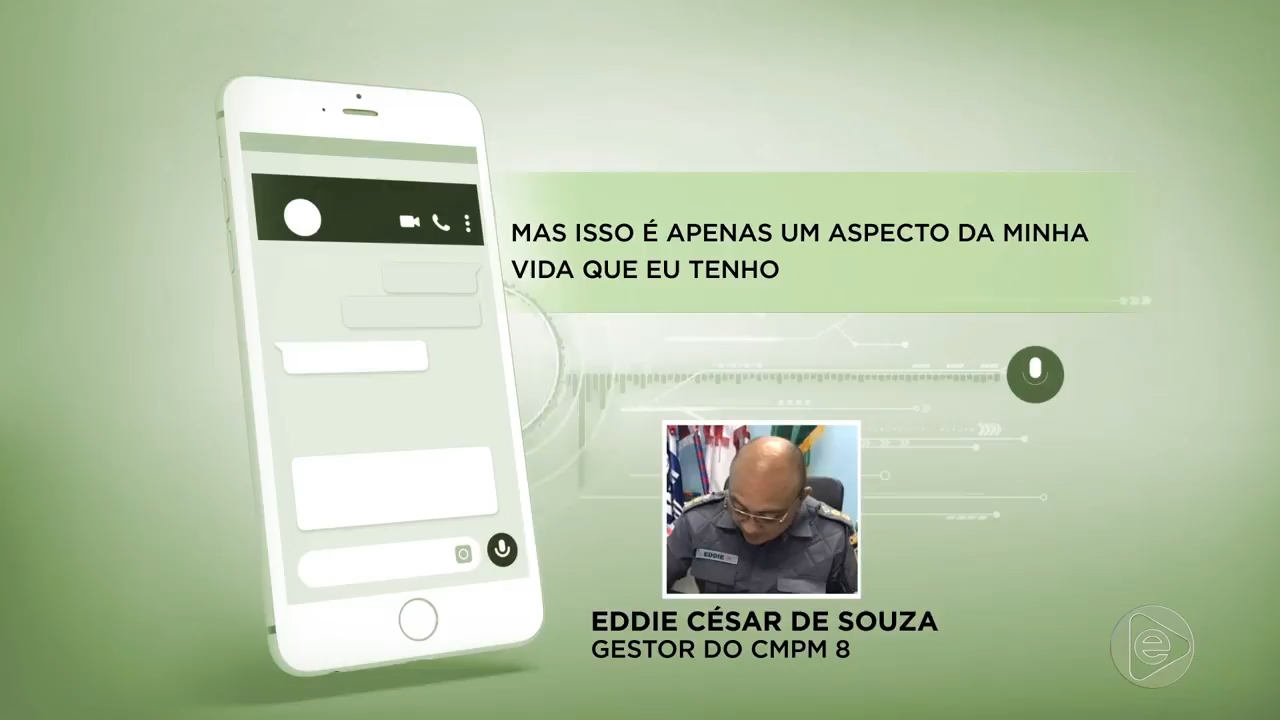 MAS ISSO É APENAS UM ASPECTO DA MINHA
VIDA QUE EU TENHO
EDDIE
EDDIE CÉSAR DE SOUZA
GESTOR DO CMPM 8
e